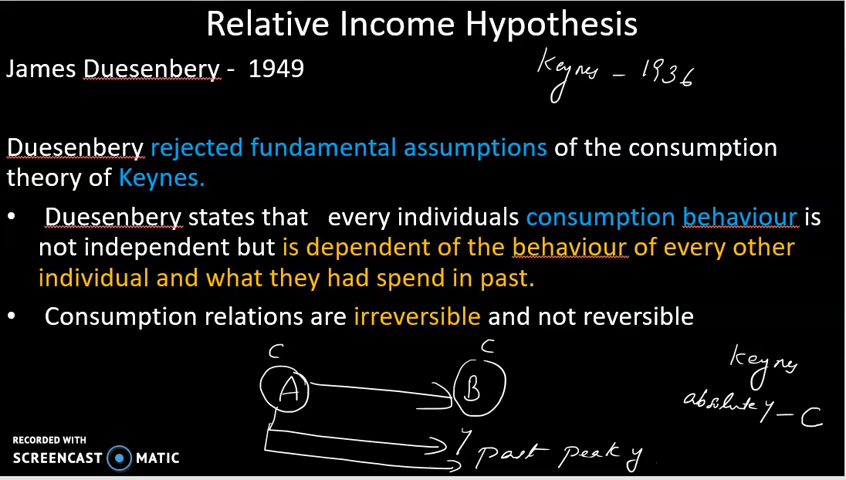 Relative Income Hypothesis
James Duesenbery - 1949
Keynes - 1936
Duesenbery rejected fundamental assumptions of the consumption
theory of Keynes.
• Duesenbery states that every individuals consumption behaviour is
not independent but is dependent of the behaviour of every other
individual and what they had spend in past.
• Consumption relations are irreversible and not reversible
C
C
A
B
Keynes
absolute y - C
y
past peak y
RECORDED WITH
SCREENCAST MATIC